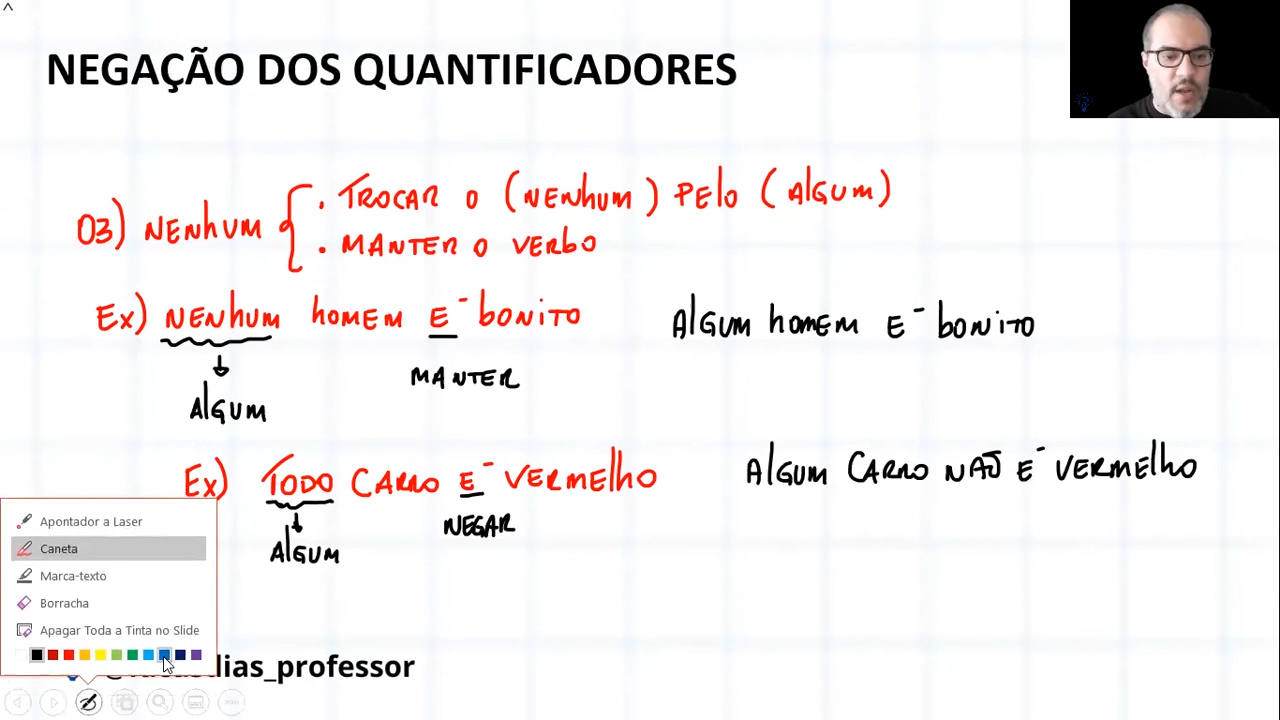 NEGAÇÃO DOS QUANTIFICADORES
03) NENHUM
. TROCAR O (NENHUM) PELO (ALGUM)
. MANTER O VERBO
Ex) NENHUM HOMEM É BONITO
ALGUM HOMEM É BONITO
MANTER
ALGUM
Ex) TODO CARRO É VERMELHO
ALGUM CARRO NÃO É VERMELHO
NEGAR
ALGUM
Apontador a Laser
Caneta
Marca-texto
Borracha
Apagar Toda a Tinta no Slide
dias_professor